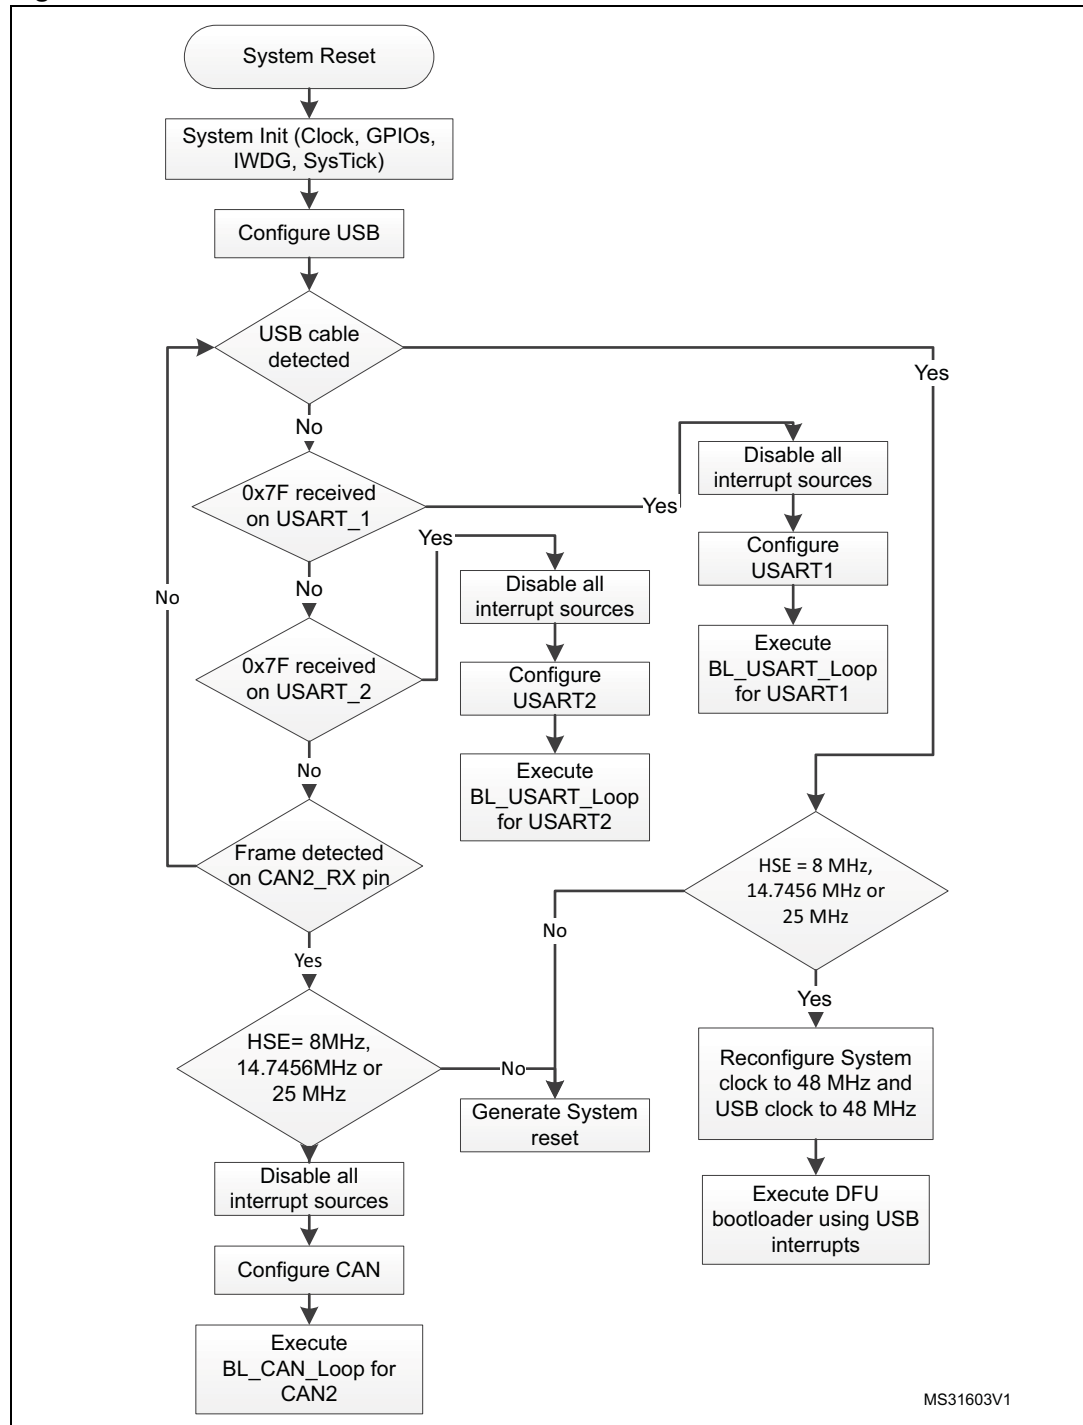 System Reset
System Init (Clock, GPIOs,
IWDG, SysTick)
Configure USB
USB cable
detected
Yes
No
0x7F received
on USART_1
Yes
Disable all
interrupt sources
Configure
USART1
Execute
BL_USART_Loop
for USART1
No
No
0x7F received
on USART_2
Yes
Disable all
interrupt sources
Configure
USART2
Execute
BL_USART_Loop
for USART2
No
Frame detected
on CAN2_RX pin
HSE = 8 MHz,
14.7456 MHz or
25 MHz
No
Yes
Yes
HSE= 8MHz,
14.7456MHz or
25 MHz
No
Generate System
reset
Reconfigure System
clock to 48 MHz and
USB clock to 48 MHz
Execute DFU
bootloader using USB
interrupts
Disable all
interrupt sources
Configure CAN
Execute
BL_CAN_Loop for
CAN2
MS31603V1